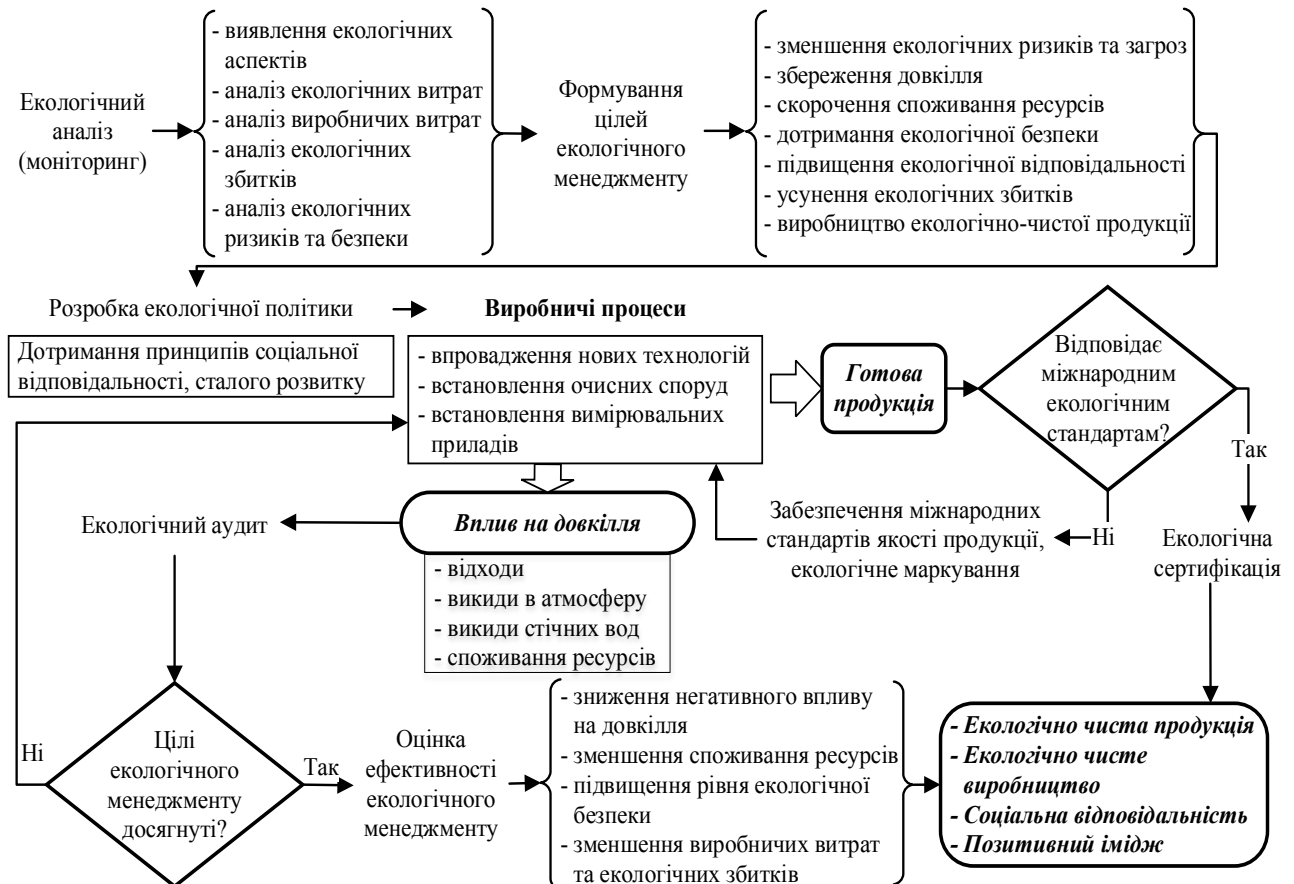 Екологічний
аналіз
(моніторинг)
- виявлення екологічних
аспектів
- аналіз екологічних витрат
- аналіз виробничих витрат
- аналіз екологічних
збитків
- аналіз екологічних
ризиків та безпеки
Формування
цілей
екологічного
менеджменту
- зменшення екологічних ризиків та загроз
- збереження довкілля
- скорочення споживання ресурсів
- дотримання екологічної безпеки
- підвищення екологічної відповідальності
- усунення екологічних збитків
- виробництво екологічно-чистої продукції
Розробка екологічної політики
Дотримання принципів соціальної
відповідальності, сталого розвитку
Виробничі процеси
- впровадження нових технологій
- встановлення очисних споруд
- встановлення вимірювальних
приладів
Готова
продукція
Відповідає
міжнародним
екологічним
стандартам?
Так
Ні
Забезпечення міжнародних
стандартів якості продукції,
екологічне маркування
Екологічна
сертифікація
Вплив на довкілля
- відходи
- викиди в атмосферу
- викиди стічних вод
- споживання ресурсів
Екологічний аудит
Цілі
екологічного
менеджменту
досягнуті?
Ні
Так
Оцінка
ефективності
екологічного
менеджменту
- зниження негативного впливу
на довкілля
- зменшення споживання ресурсів
- підвищення рівня екологічної
безпеки
- зменшення виробничих витрат
та екологічних збитків
- Екологічно чиста продукція
- Екологічно чисте
виробництво
- Соціальна відповідальність
- Позитивний імідж